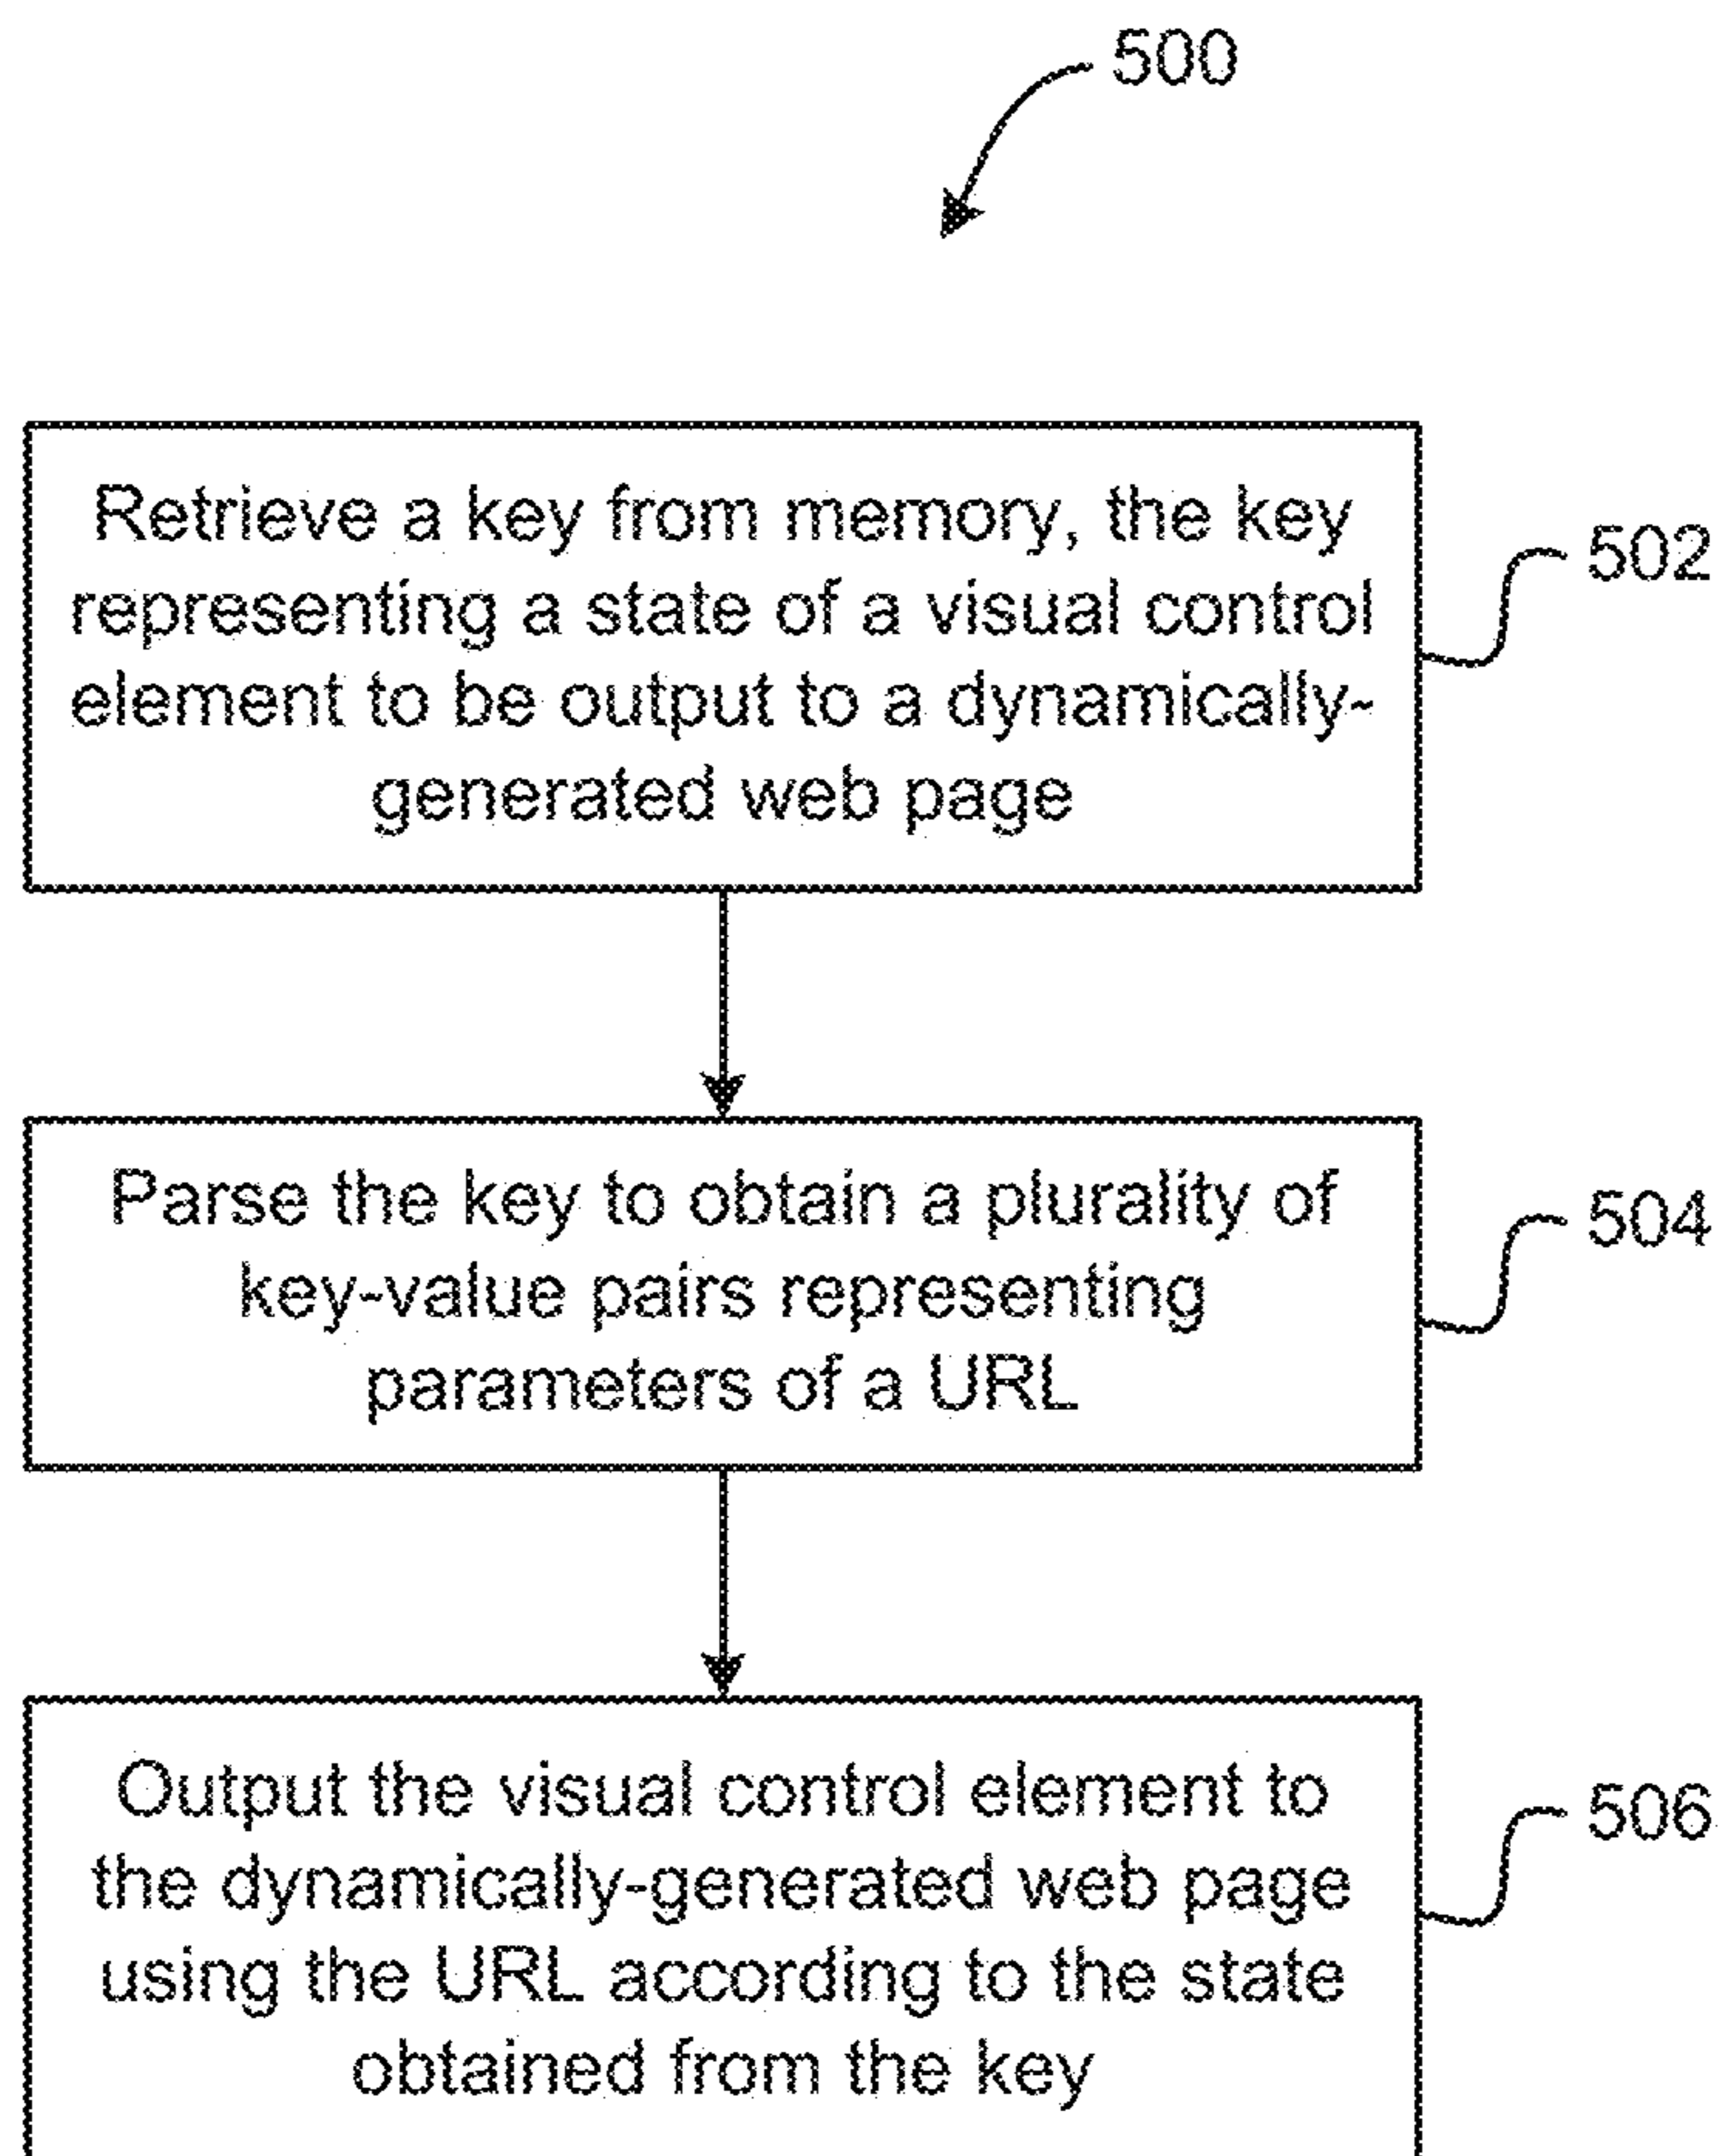 500
Retrieve a key from memory, the key
representing a state of a visual control
element to be output to a dynamically-
generated web page
502
Parse the key to obtain a plurality of
key-value pairs representing
parameters of a URL
504
Output the visual control element to
the dynamically-generated web page
using the URL according to the state
obtained from the key
506